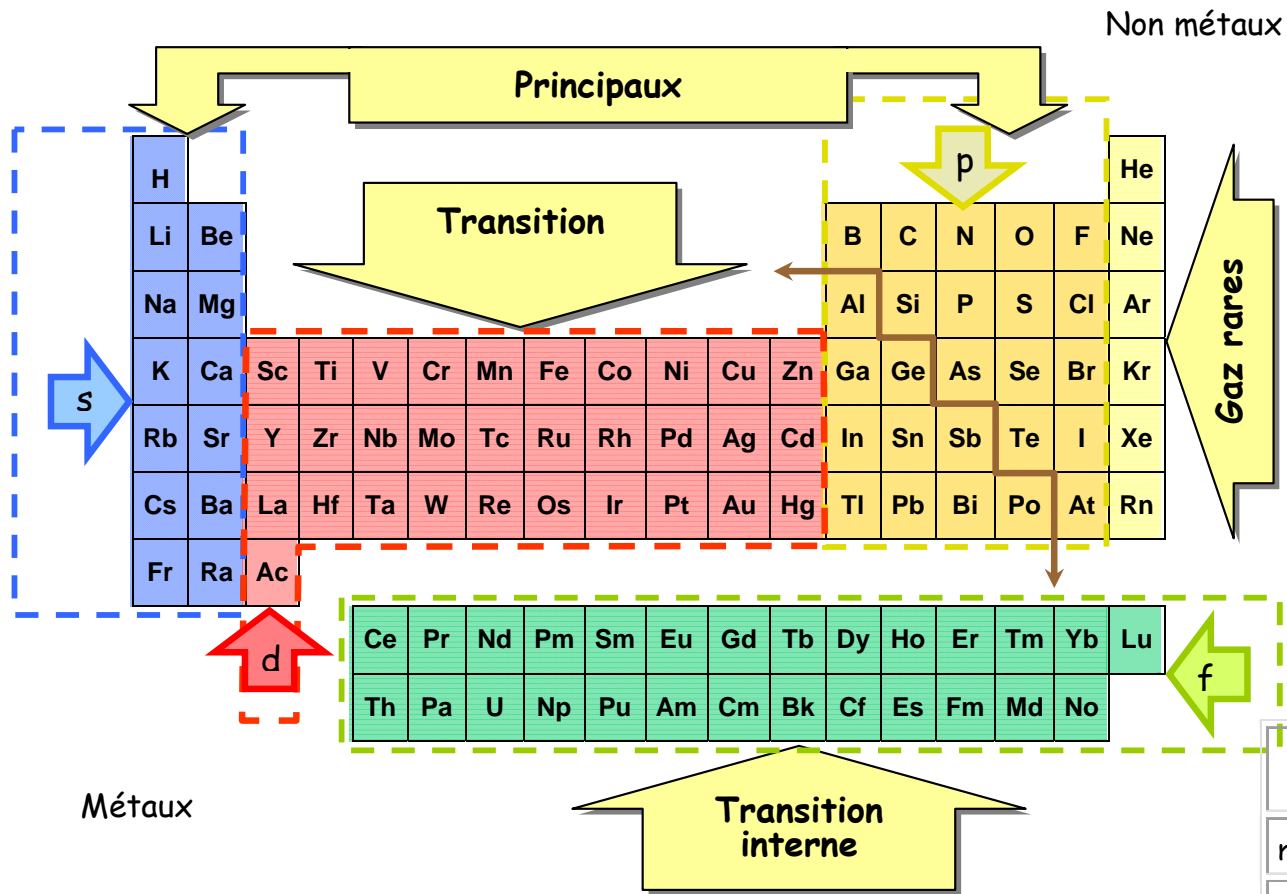 Non métaux
Principaux
p
H He
Transition
Li Be B C N O F Ne
Na Mg Al Si P S Cl Ar
Gaz rares
s
K Ca Sc Ti V Cr Mn Fe Co Ni Cu Zn Ga Ge As Se Br Kr
Rb Sr Y Zr Nb Mo Tc Ru Rh Pd Ag Cd In Sn Sb Te I Xe
Cs Ba La Hf Ta W Re Os Ir Pt Au Hg Tl Pb Bi Po At Rn
Fr Ra Ac
d
Ce Pr Nd Pm Sm Eu Gd Tb Dy Ho Er Tm Yb Lu
f
Th Pa U Np Pu Am Cm Bk Cf Es Fm Md No
Métaux
Transition
interne